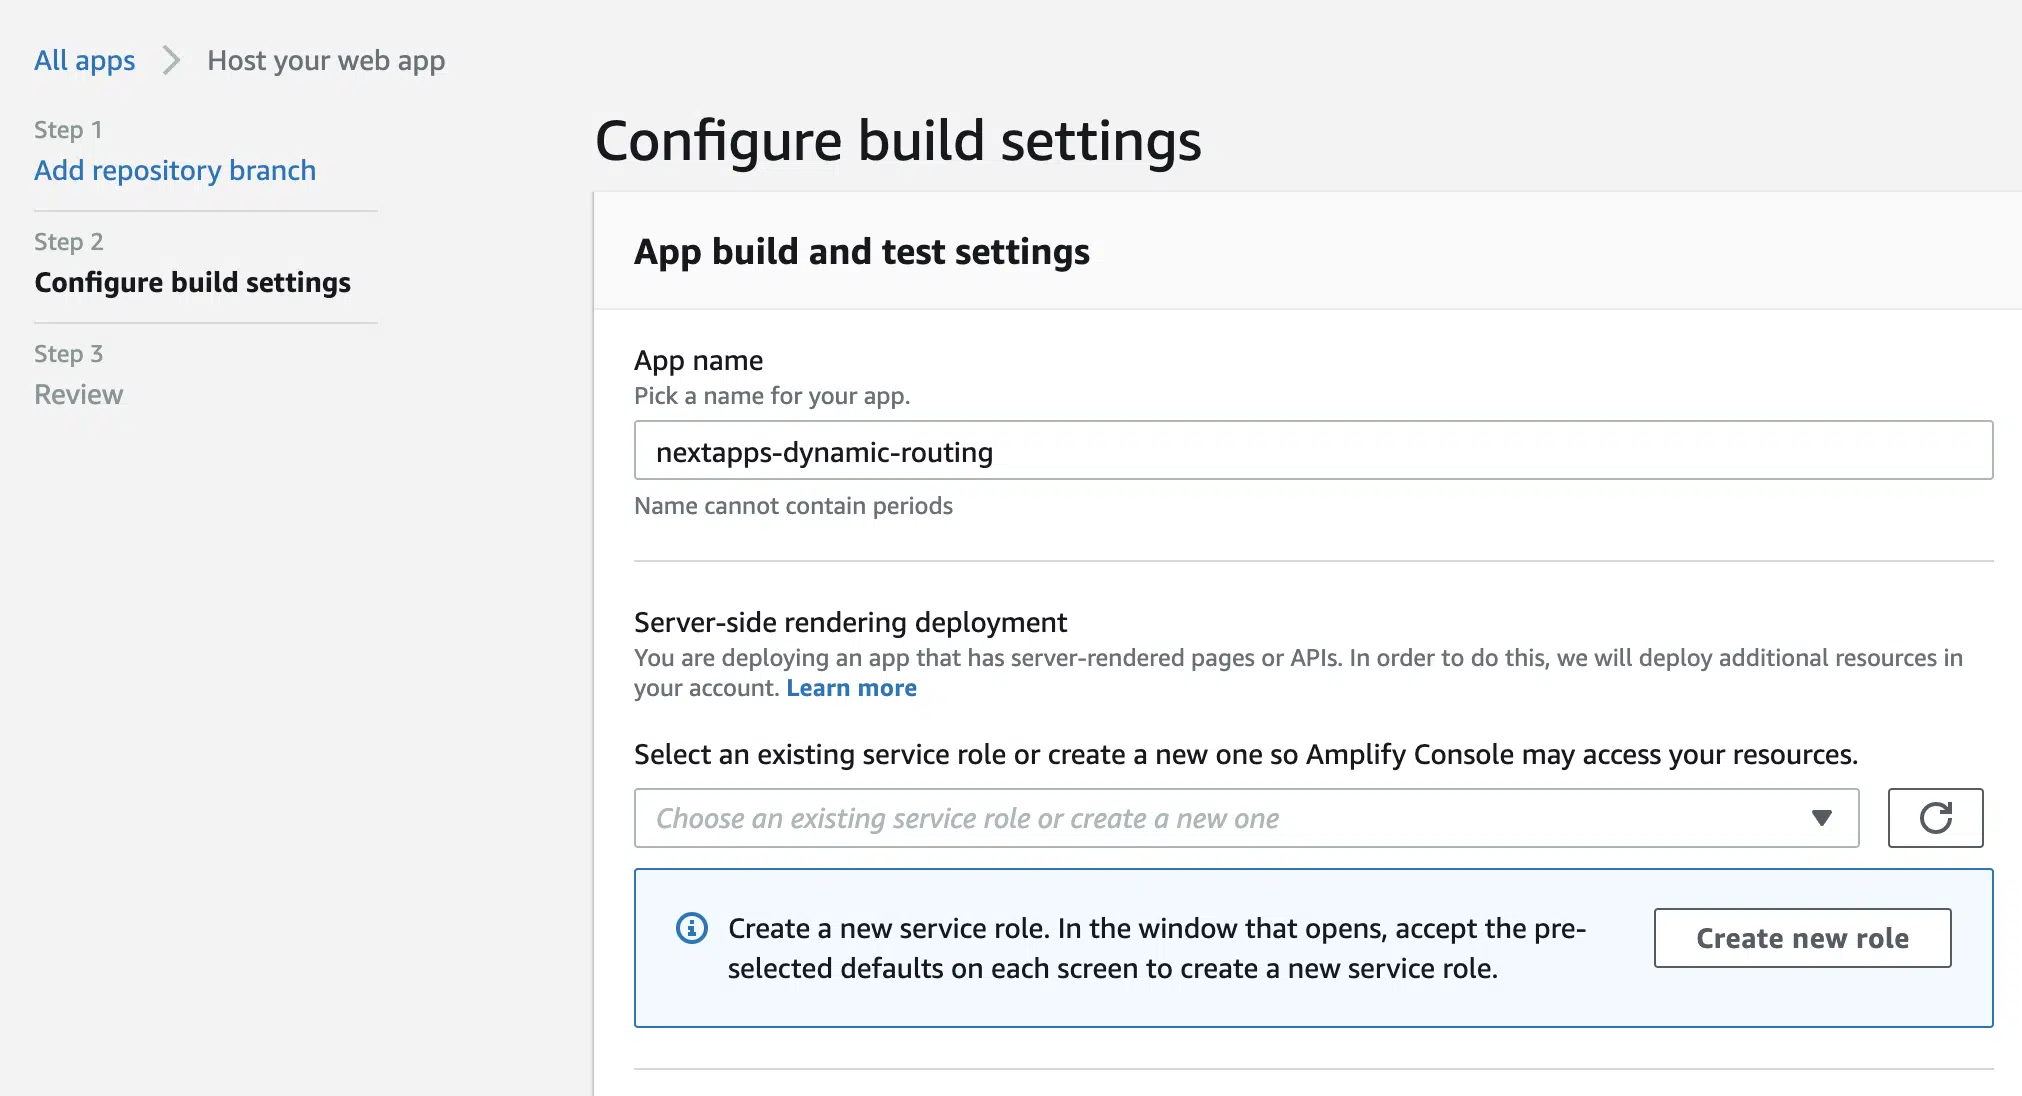 All apps
Host your web app
Step 1
Add repository branch
Step 2
Configure build settings
Step 3
Review
Configure build settings
App build and test settings
App name
Pick a name for your app.
nextapps-dynamic-routing
Name cannot contain periods
Server-side rendering deployment
You are deploying an app that has server-rendered pages or APIs. In order to do this, we will deploy additional resources in
your account. Learn more
Select an existing service role or create a new one so Amplify Console may access your resources.
Choose an existing service role or create a new one
Create a new service role. In the window that opens, accept the pre-
selected defaults on each screen to create a new service role.
Create new role